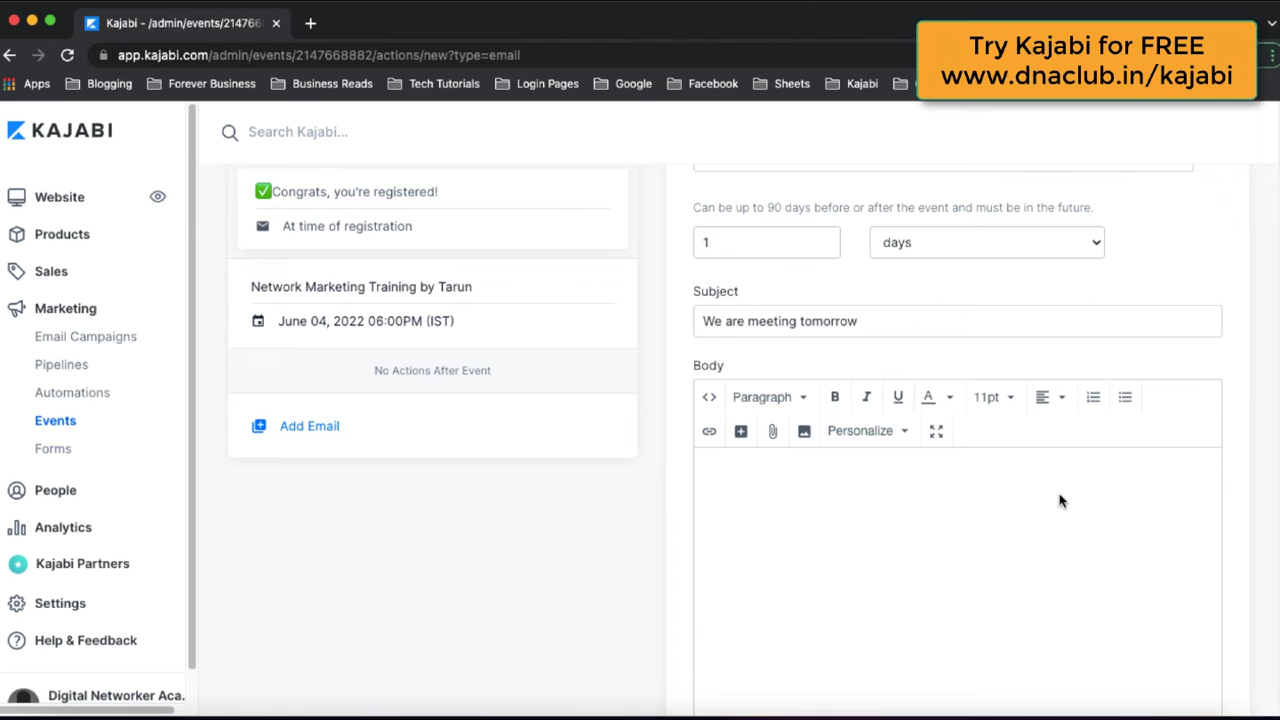 Kajabi - /admin/events/2147668
Try Kajabi for FREE
www.dnaclub.in/kajabi
app.kajabi.com/admin/events/2147668882/actions/new?type=email
Apps Blogging Forever Business Business Reads Tech Tutorials Login Pages Google Facebook Sheets Kajabi
KAJABI
Search Kajabi...
Website
Products
Sales
Marketing
Email Campaigns
Pipelines
Automations
Events
Forms
People
Analytics
Kajabi Partners
Settings
Help & Feedback
Digital Networker Aca.
✅Congrats, you're registered!
At time of registration
Network Marketing Training by Tarun
June 04, 2022 06:00PM (IST)
No Actions After Event
Add Email
Can be up to 90 days before or after the event and must be in the future.
1 days
Subject
We are meeting tomorrow
Body
Paragraph B I U A 11pt
Personalize